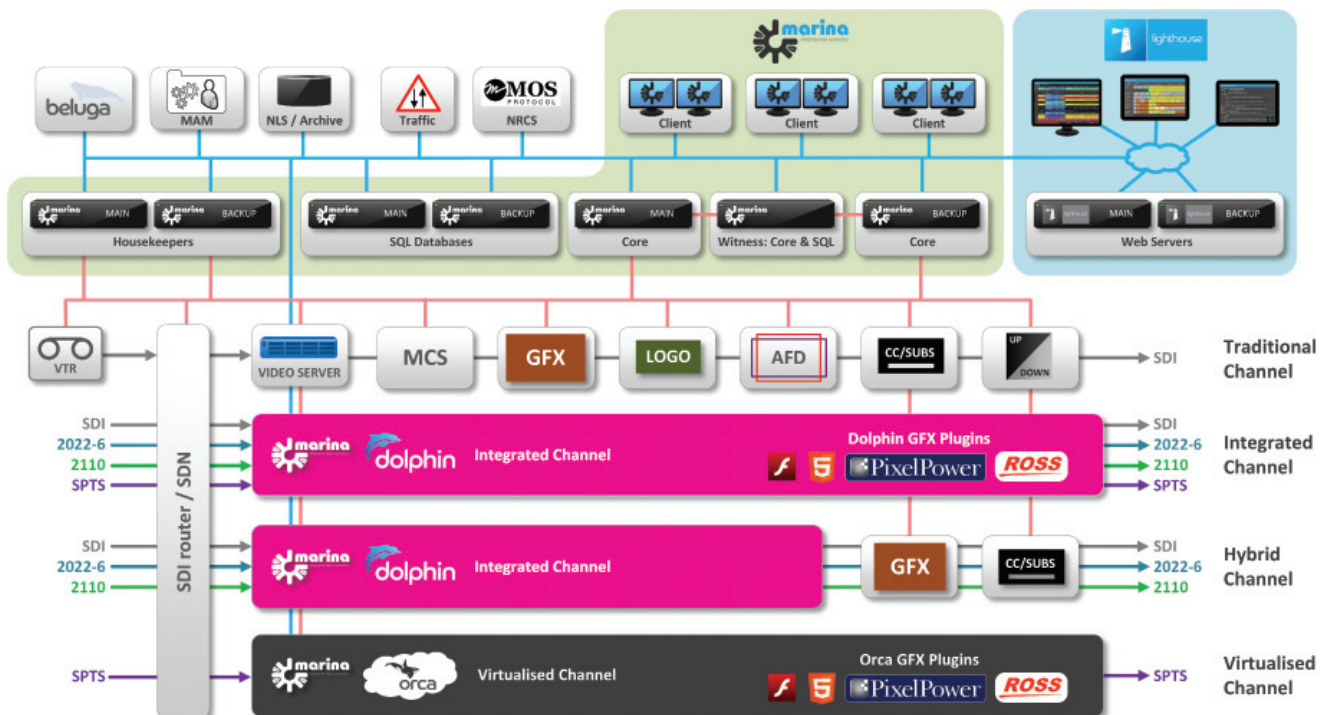 marina
lighthouse
beluga
MAM
NLS / Archive
Traffic
MOS
PROTOCOL
NRCS
Client
Client
Client
marina MAIN
marina BACKUP
Housekeepers
marina MAIN
marina BACKUP
SQL Databases
marina MAIN
Core
marina
Witness: Core & SQL
marina BACKUP
Core
lighthouse MAIN
lighthouse BACKUP
Web Servers
VTR
SDI router / SDN
VIDEO SERVER
MCS
GFX
LOGO
AFD
CC/SUBS
UP
DOWN
SDI
Traditional
Channel
SDI
2022-6
2110
SPTS
marina
dolphin
Integrated Channel
Dolphin GFX Plugins
5
PixelPower
ROSS
SDI
2022-6
2110
SPTS
Integrated
Channel
SDI
2022-6
2110
marina
dolphin
Integrated Channel
GFX
CC/SUBS
SDI
2022-6
2110
Hybrid
Channel
SPTS
marina
orca
Virtualised Channel
Orca GFX Plugins
5
PixelPower
ROSS
SPTS
Virtualised
Channel